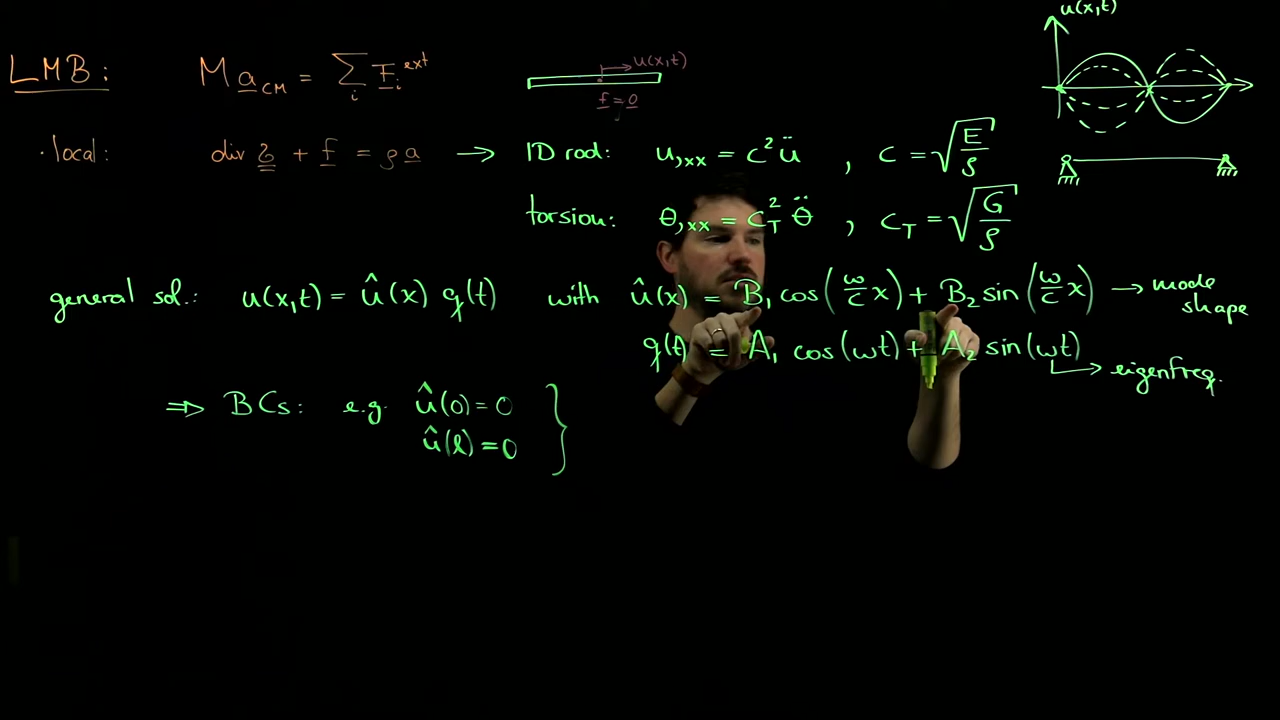 u(x,t)
LMB: M a_CM = Σ_i F_i^ext
u(x,t)
f = 0
· local: div σ + f = ρ a → 1D rod: u,xx = c² ü , c = √(E/ρ)
torsion: θ,xx = c_T² θ̈ , c_T = √(G/ρ)
general sol.: u(x,t) = û(x) q(t) with û(x) = B₁ cos(ω/c x) + B₂ sin(ω/c x) → mode shape
q(t) = A₁ cos(ωt) + A₂ sin(ωt)
↳ eigenfreq.
⇒ BCs: e.g. û(0) = 0
û(l) = 0 }